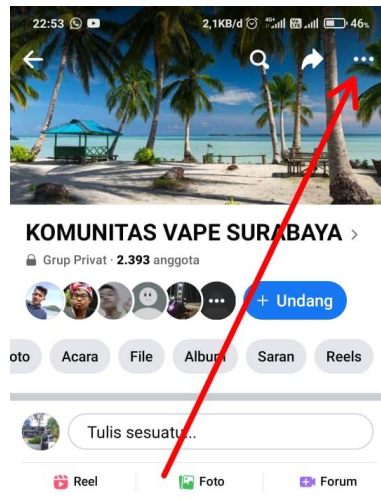 22:53 2,1KB/d 4G+ 46%
KOMUNITAS VAPE SURABAYA >
Grup Privat · 2.393 anggota
+ Undang
oto Acara File Album Saran Reels
Tulis sesuatu...
Reel Foto Forum